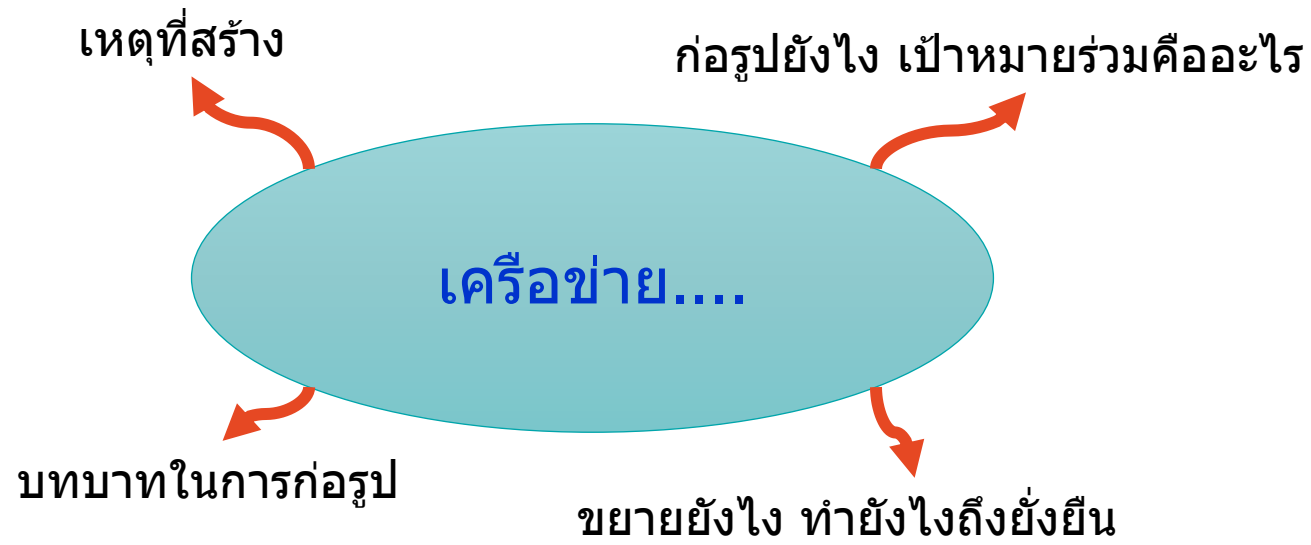 เหตุที่สร้าง
ก่อรูปยังไง เป้าหมายร่วมคืออะไร
เครือข่าย....
บทบาทในการก่อรูป
ขยายยังไง ทำยังไงถึงยั่งยืน